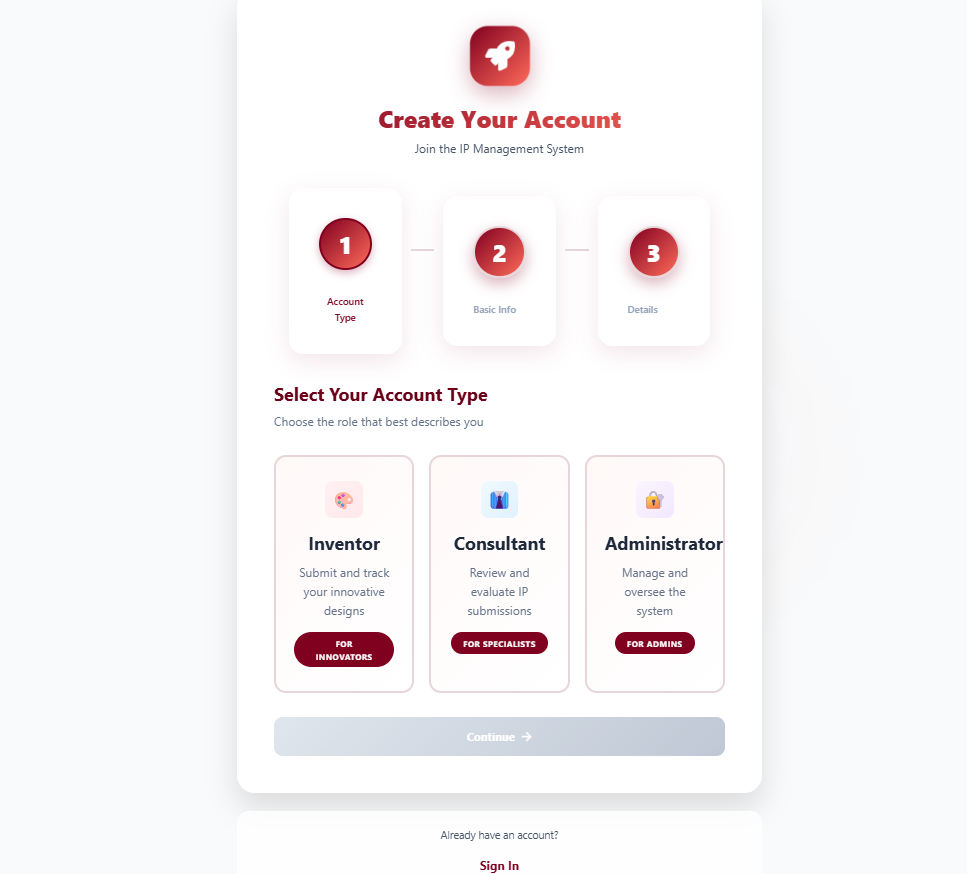 Create Your Account
Join the IP Management System
1
2
3
Account
Type
Basic Info
Details
Select Your Account Type
Choose the role that best describes you
Inventor
Submit and track
your innovative
designs
FOR
INNOVATORS
Consultant
Review and
evaluate IP
submissions
FOR SPECIALISTS
Administrator
Manage and
oversee the
system
FOR ADMINS
Continue →
Already have an account?
Sign In